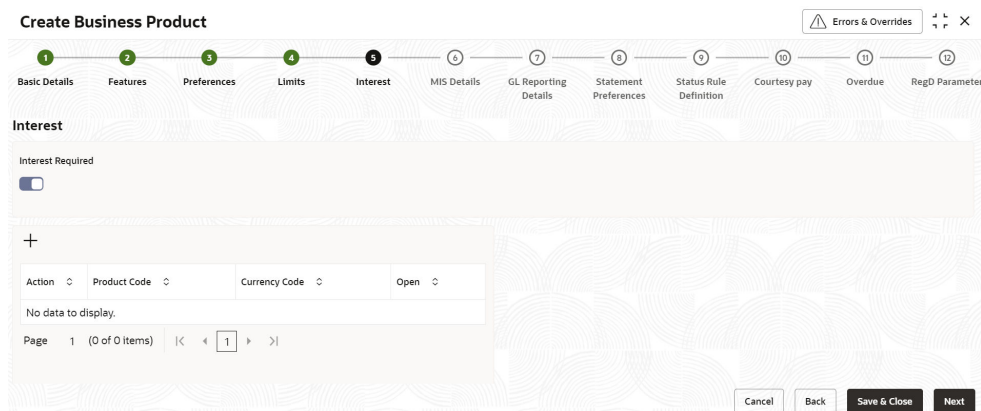 Create Business Product
Errors & Overrides
1 2 3 4 5 6 7 8 9 10 11 12
Basic Details Features Preferences Limits Interest MIS Details GL Reporting Statement Status Rule Courtesy pay Overdue RegD Parameter
Details Preferences Definition
Interest
Interest Required
Action Product Code Currency Code Open
No data to display.
Page 1 (0 of 0 items) 1
Cancel Back Save & Close Next